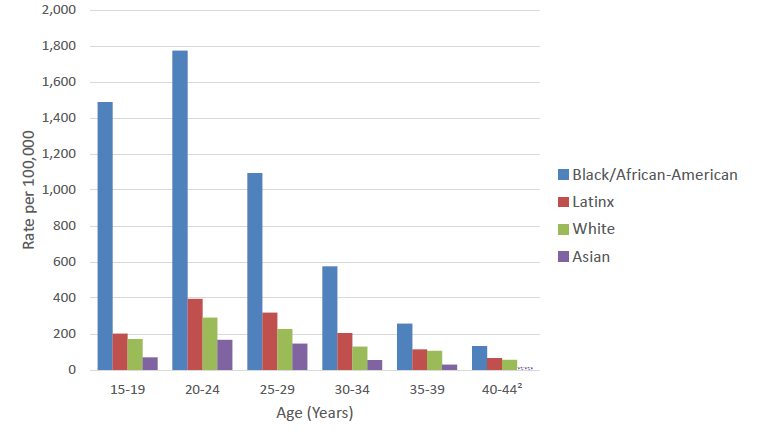 2,000
1,800
1,600
1,400
1,200
1,000
800
600
400
200
0
Rate per 100,000
15-19 20-24 25-29 30-34 35-39 40-44²
Age (Years)
Black/African-American
Latinx
White
Asian